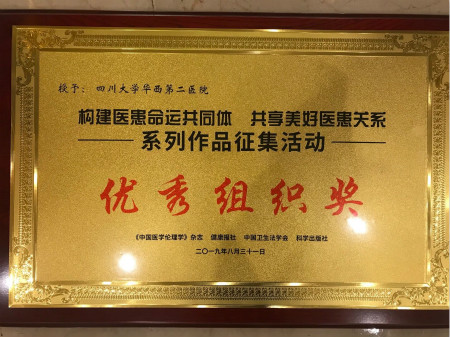 授予：四川大学华西第二医院
构建医患命运共同体 共享美好医患关系
系列作品征集活动
优秀组织奖
《中国医学伦理学》杂志 健康报社 中国卫生法学会 科学出版社
二〇一九年八月三十一日